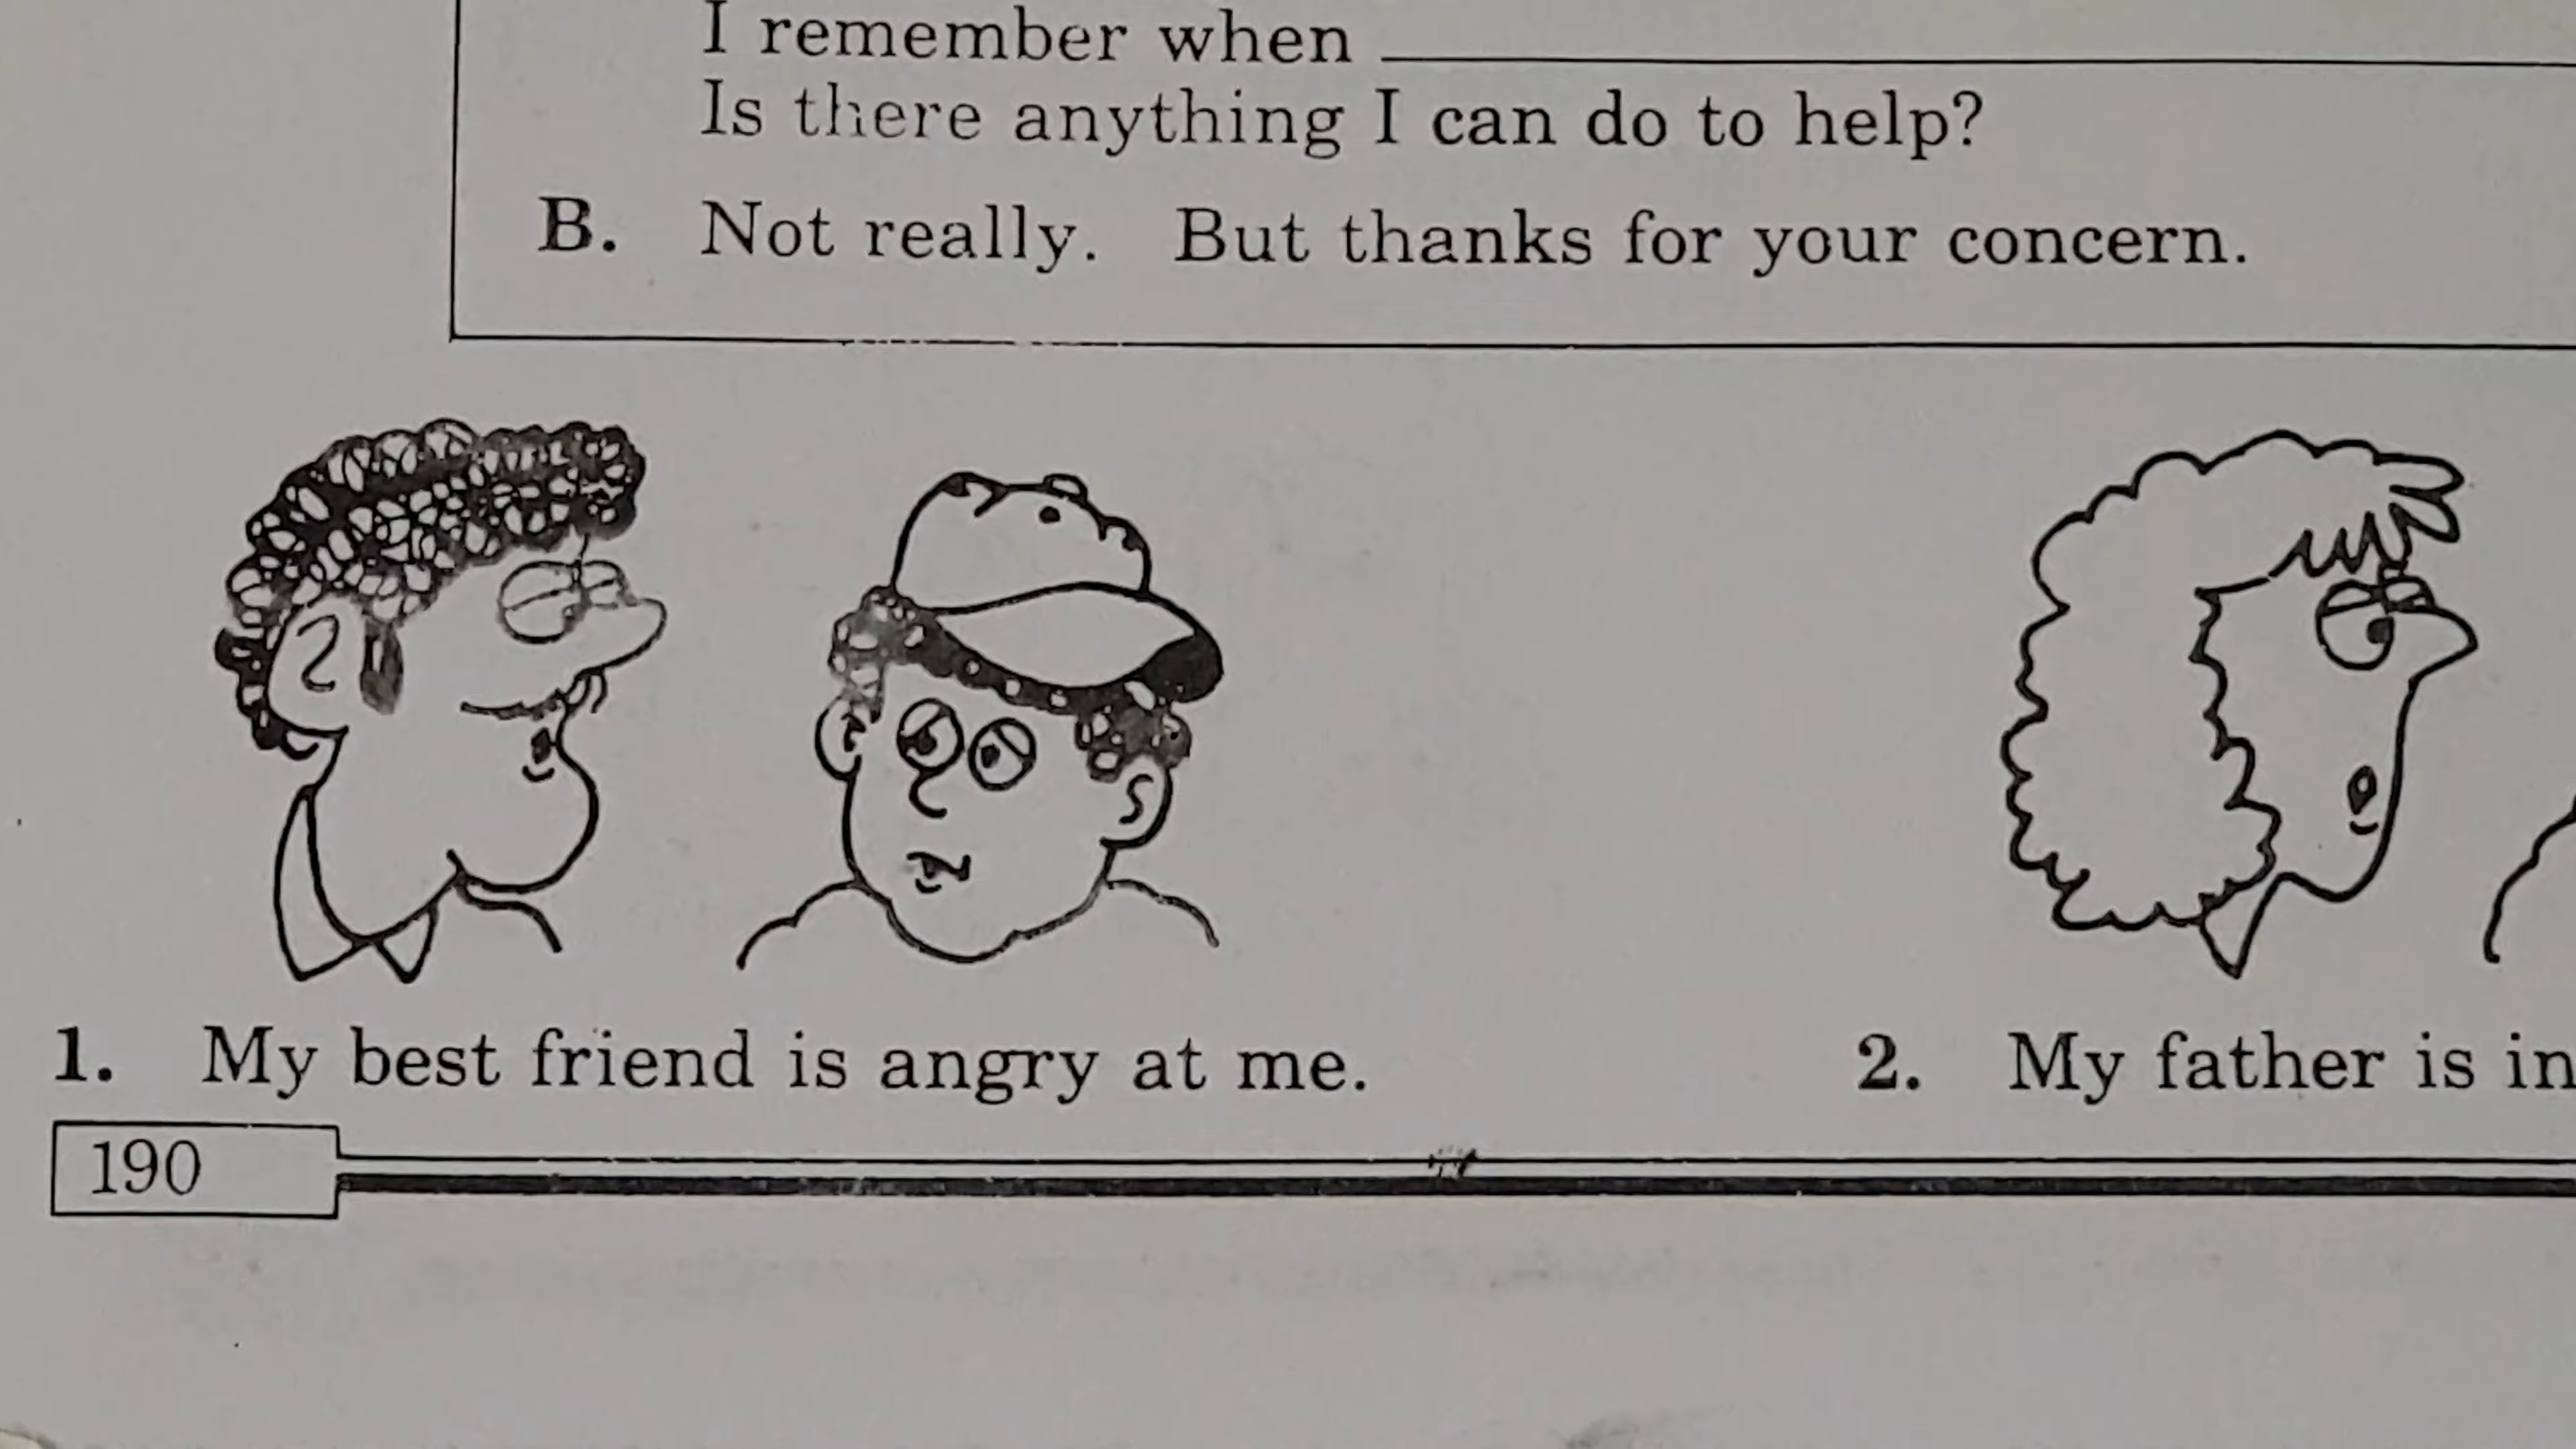 I remember when
Is there anything I can do to help?
B. Not really. But thanks for your concern.
1. My best friend is angry at me.
2. My father is in
190